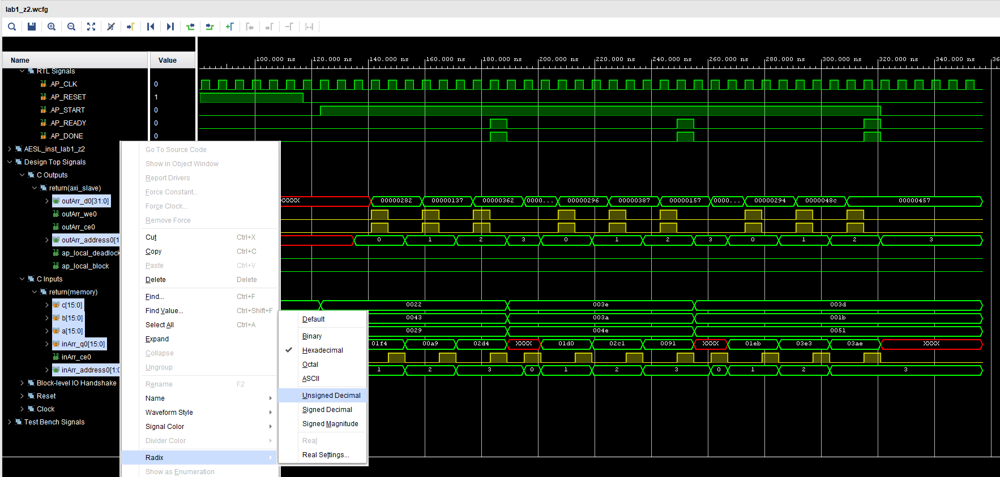 lab1_z2.wcfg
Name Value
100.000 ns 120.000 ns 140.000 ns 160.000 ns 180.000 ns 200.000 ns 220.000 ns 240.000 ns 260.000 ns 280.000 ns 300.000 ns 320.000 ns 340.000 ns 36
RTL Signals
.AP_CLK 0
.AP_RESET 1
.AP_START 0
.AP_READY 0
.AP_DONE 0
AESL_inst_lab1_z2
Design Top Signals
C Outputs
return(axi_slave)
outArr_d0[31:0] XXXXX 00000282 00000137 00000362 0000... 00000296 00000387 00000157 0000... 00000294 0000048c 00000457
outArr_we0
outArr_ce0
outArr_address0[1 0 1 2 3 0 1 2 3 0 1 2 3
ap_local_deadlock
ap_local_block
C Inputs
return(memory)
c[15:0] 0022 003e 003d
b[15:0] 0043 003a 001b
a[15:0] 0029 004e 0051
inArr_q0[15:0] 01f4 00a9 02d4 XXXX 01d0 02c1 0091 XXXX 01eb 03e3 03ae XXXX
inArr_ce0
inArr_address0[1:0 1 2 3 0 1 2 3 0 1 2 3
Block-level IO Handshake
Reset
Clock
Test Bench Signals
Go To Source Code
Show in Object Window
Report Drivers
Force Constant...
Force Clock...
Remove Force
Cut Ctrl+X
Copy Ctrl+C
Paste Ctrl+V
Delete Delete
Find... Ctrl+F
Find Value... Ctrl+Shift+F
Select All Ctrl+A
Expand
Collapse
Ungroup
Rename F2
Name
Waveform Style
Signal Color
Divider Color
Radix
Show as Enumeration
Default
Binary
Hexadecimal
Octal
ASCII
Unsigned Decimal
Signed Decimal
Signed Magnitude
Real
Real Settings...